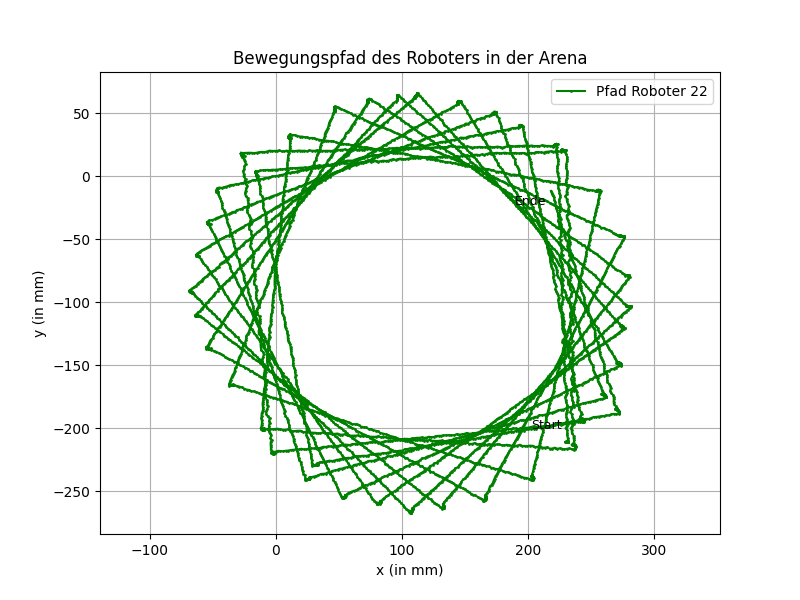 Bewegungspfad des Roboters in der Arena
Pfad Roboter 22
50
0
−50
−100
−150
−200
−250
y (in mm)
Ende
Start
−100
0
100
200
300
x (in mm)